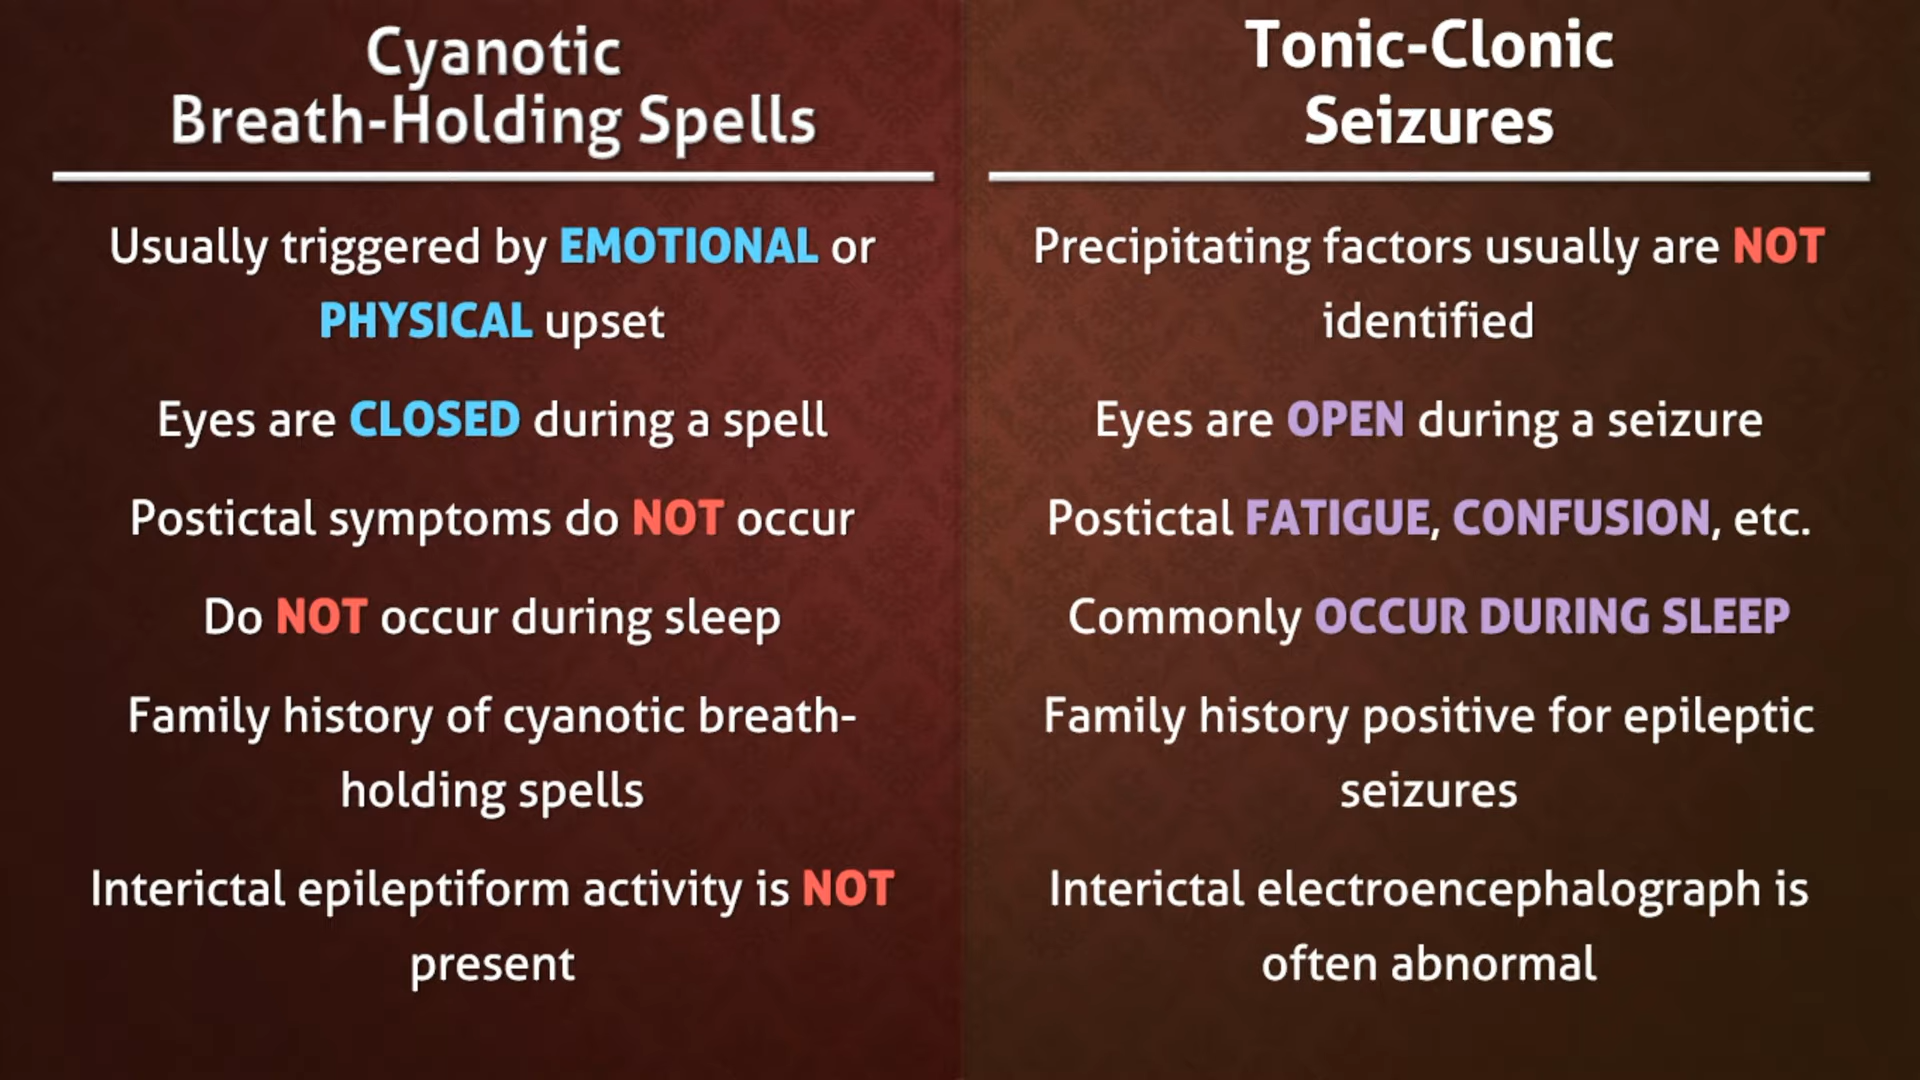 Cyanotic
Breath-Holding Spells
Usually triggered by EMOTIONAL or
PHYSICAL upset
Eyes are CLOSED during a spell
Postictal symptoms do NOT occur
Do NOT occur during sleep
Family history of cyanotic breath-
holding spells
Interictal epileptiform activity is NOT
present
Tonic-Clonic
Seizures
Precipitating factors usually are NOT
identified
Eyes are OPEN during a seizure
Postictal FATIGUE, CONFUSION, etc.
Commonly OCCUR DURING SLEEP
Family history positive for epileptic
seizures
Interictal electroencephalograph is
often abnormal